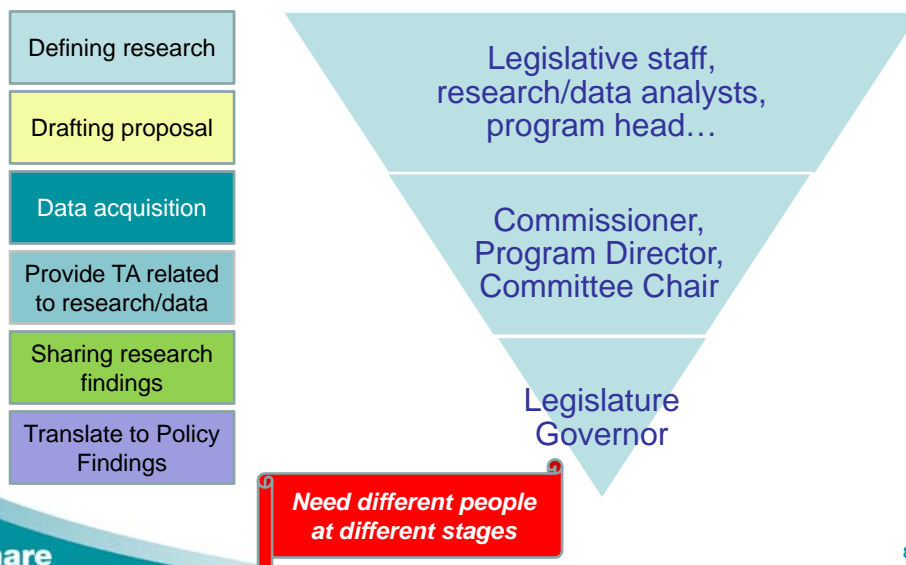 Defining research
Drafting proposal
Data acquisition
Provide TA related
to research/data
Sharing research
findings
Translate to Policy
Findings
Legislative staff,
research/data analysts,
program head…
Commissioner,
Program Director,
Committee Chair
Legislature
Governor
Need different people
at different stages